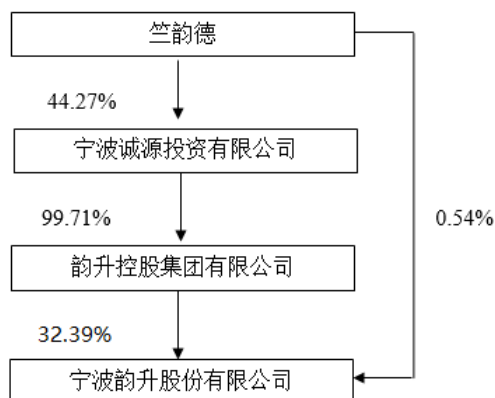 竺韵德
44.27%
宁波诚源投资有限公司
99.71%
0.54%
韵升控股集团有限公司
32.39%
宁波韵升股份有限公司